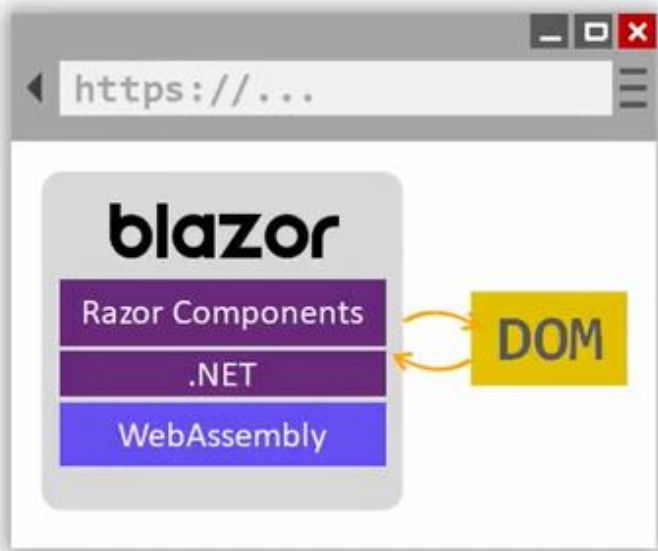 https://...
blazor
Razor Components
.NET
WebAssembly
DOM